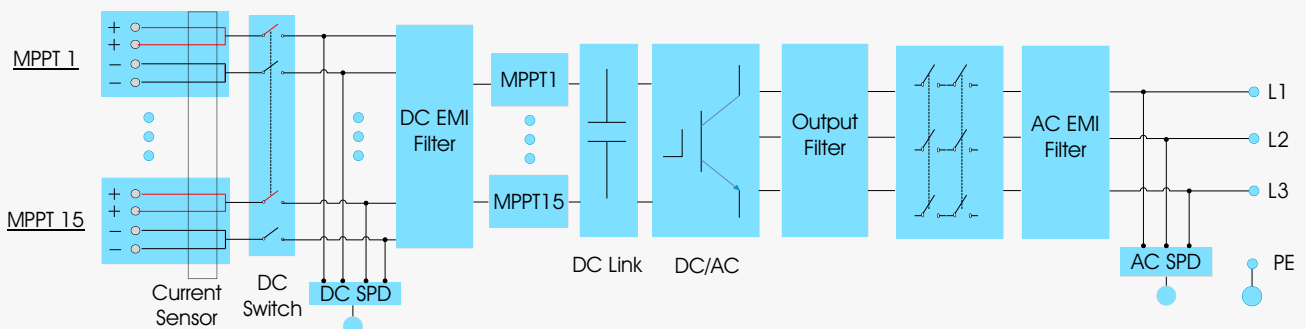 MPPT 1
+
+
−
−
MPPT 15
+
+
−
−
Current
Sensor
DC
Switch
DC SPD
DC EMI
Filter
MPPT1
MPPT15
DC Link
DC/AC
Output
Filter
AC EMI
Filter
L1
L2
L3
AC SPD
PE